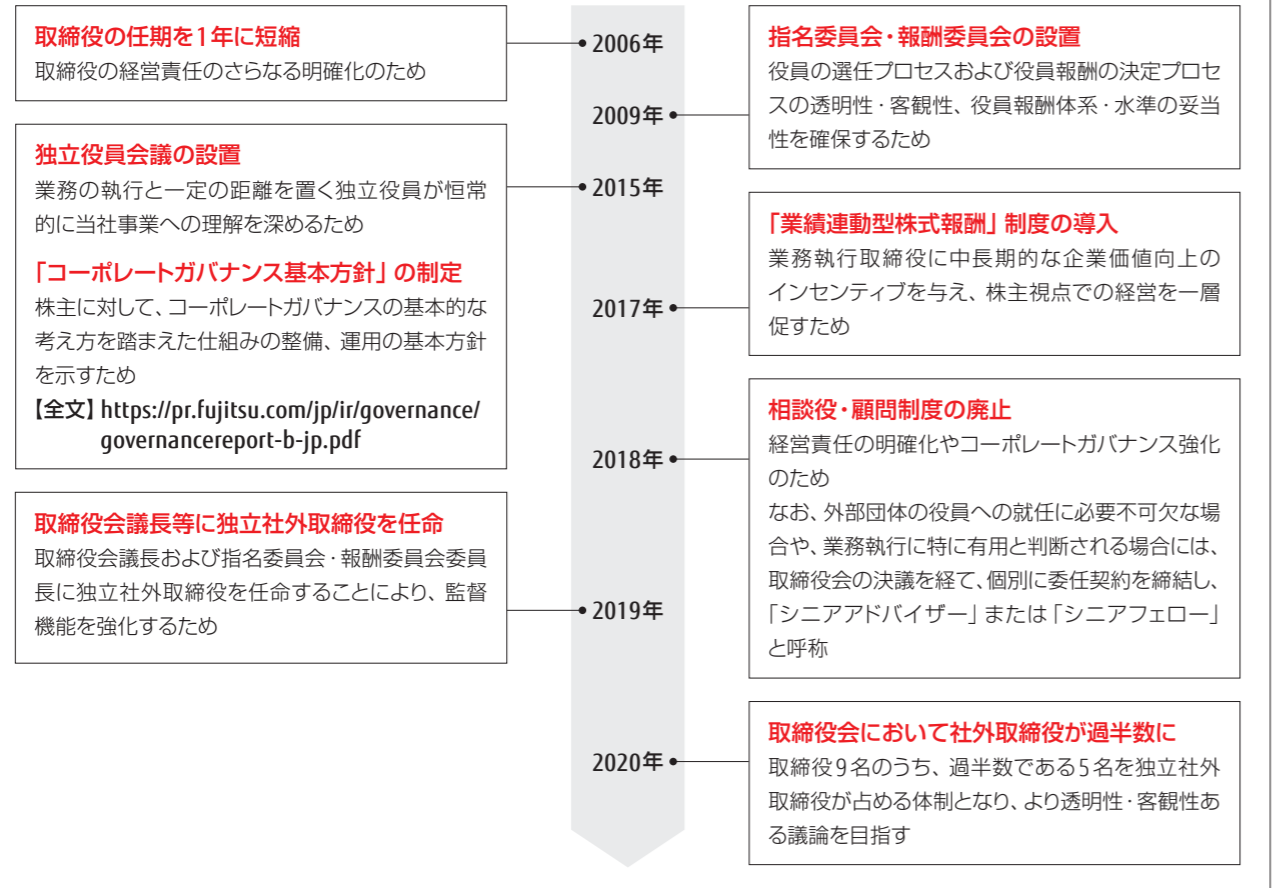 取締役の任期を1年に短縮
取締役の経営責任のさらなる明確化のため
2006年
指名委員会・報酬委員会の設置
役員の選任プロセスおよび役員報酬の決定プロセ
スの透明性・客観性、役員報酬体系・水準の妥当
性を確保するため
2009年
独立役員会議の設置
業務の執行と一定の距離を置く独立役員が恒常
的に当社事業への理解を深めるため
「コーポレートガバナンス基本方針」の制定
株主に対して、コーポレートガバナンスの基本的な
考え方を踏まえた仕組みの整備、運用の基本方針
を示すため
【全文】https://pr.fujitsu.com/jp/ir/governance/
governancereport-b-jp.pdf
2015年
「業績連動型株式報酬」制度の導入
業務執行取締役に中長期的な企業価値向上の
インセンティブを与え、株主視点での経営を一層
促すため
2017年
相談役・顧問制度の廃止
経営責任の明確化やコーポレートガバナンス強化
のため
なお、外部団体の役員への就任に必要不可欠な場
合や、業務執行に特に有用と判断される場合には、
取締役会の決議を経て、個別に委任契約を締結し、
「シニアアドバイザー」または「シニアフェロー」
と呼称
2018年
取締役会議長等に独立社外取締役を任命
取締役会議長および指名委員会・報酬委員会委員
長に独立社外取締役を任命することにより、監督
機能を強化するため
2019年
取締役会において社外取締役が過半数に
取締役9名のうち、過半数である5名を独立社外
取締役が占める体制となり、より透明性・客観性あ
る議論を目指す
2020年